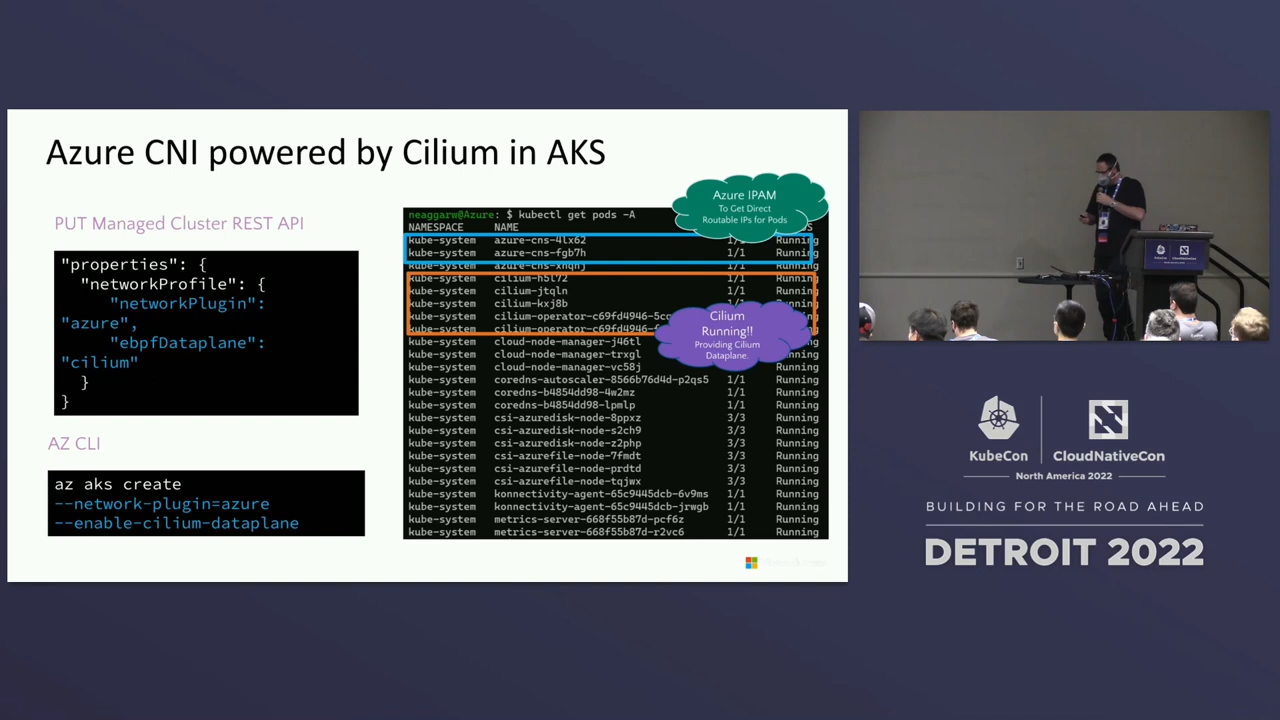 Azure CNI powered by Cilium in AKS
PUT Managed Cluster REST API
"properties": {
"networkProfile": {
"networkPlugin":
"azure",
"ebpfDataplane":
"cilium"
}
}
AZ CLI
az aks create
--network-plugin=azure
--enable-cilium-dataplane
Azure IPAM
To Get Direct
Routable IPs for Pods
neaggarw@Azure: $ kubectl get pods -A
NAMESPACE NAME
kube-system azure-cns-4lx62 1/1 Running
kube-system azure-cns-fgb7h 1/1 Running
kube-system azure-cns-xnqnj 1/1 Running
kube-system cilium-h5l72 1/1 Running
kube-system cilium-jtqln 1/1 Running
kube-system cilium-kxj8b Running
kube-system Running
kube-system Running
Cilium
Running!!
Providing Cilium
Dataplane.
kube-system cloud-node-manager-j46tl Running
kube-system cloud-node-manager-trxgl Running
kube-system cloud-node-manager-vc58j 1/1 Running
kube-system coredns-autoscaler-8566b76d4d-p2qs5 1/1 Running
kube-system coredns-b4854dd98-4w2mz 1/1 Running
kube-system coredns-b4854dd98-lpmlp 1/1 Running
kube-system csi-azuredisk-node-8ppxz 3/3 Running
kube-system csi-azuredisk-node-s2ch9 3/3 Running
kube-system csi-azuredisk-node-z2php 3/3 Running
kube-system csi-azurefile-node-7fmdt 3/3 Running
kube-system csi-azurefile-node-prdtd 3/3 Running
kube-system csi-azurefile-node-tqjwx 3/3 Running
kube-system konnectivity-agent-65c9445dcb-6v9ms 1/1 Running
kube-system konnectivity-agent-65c9445dcb-jrwgb 1/1 Running
kube-system metrics-server-668f55b87d-pcf6z 1/1 Running
kube-system metrics-server-668f55b87d-r2vc6 1/1 Running
KubeCon CloudNativeCon
North America 2022
BUILDING FOR THE ROAD AHEAD
DETROIT 2022